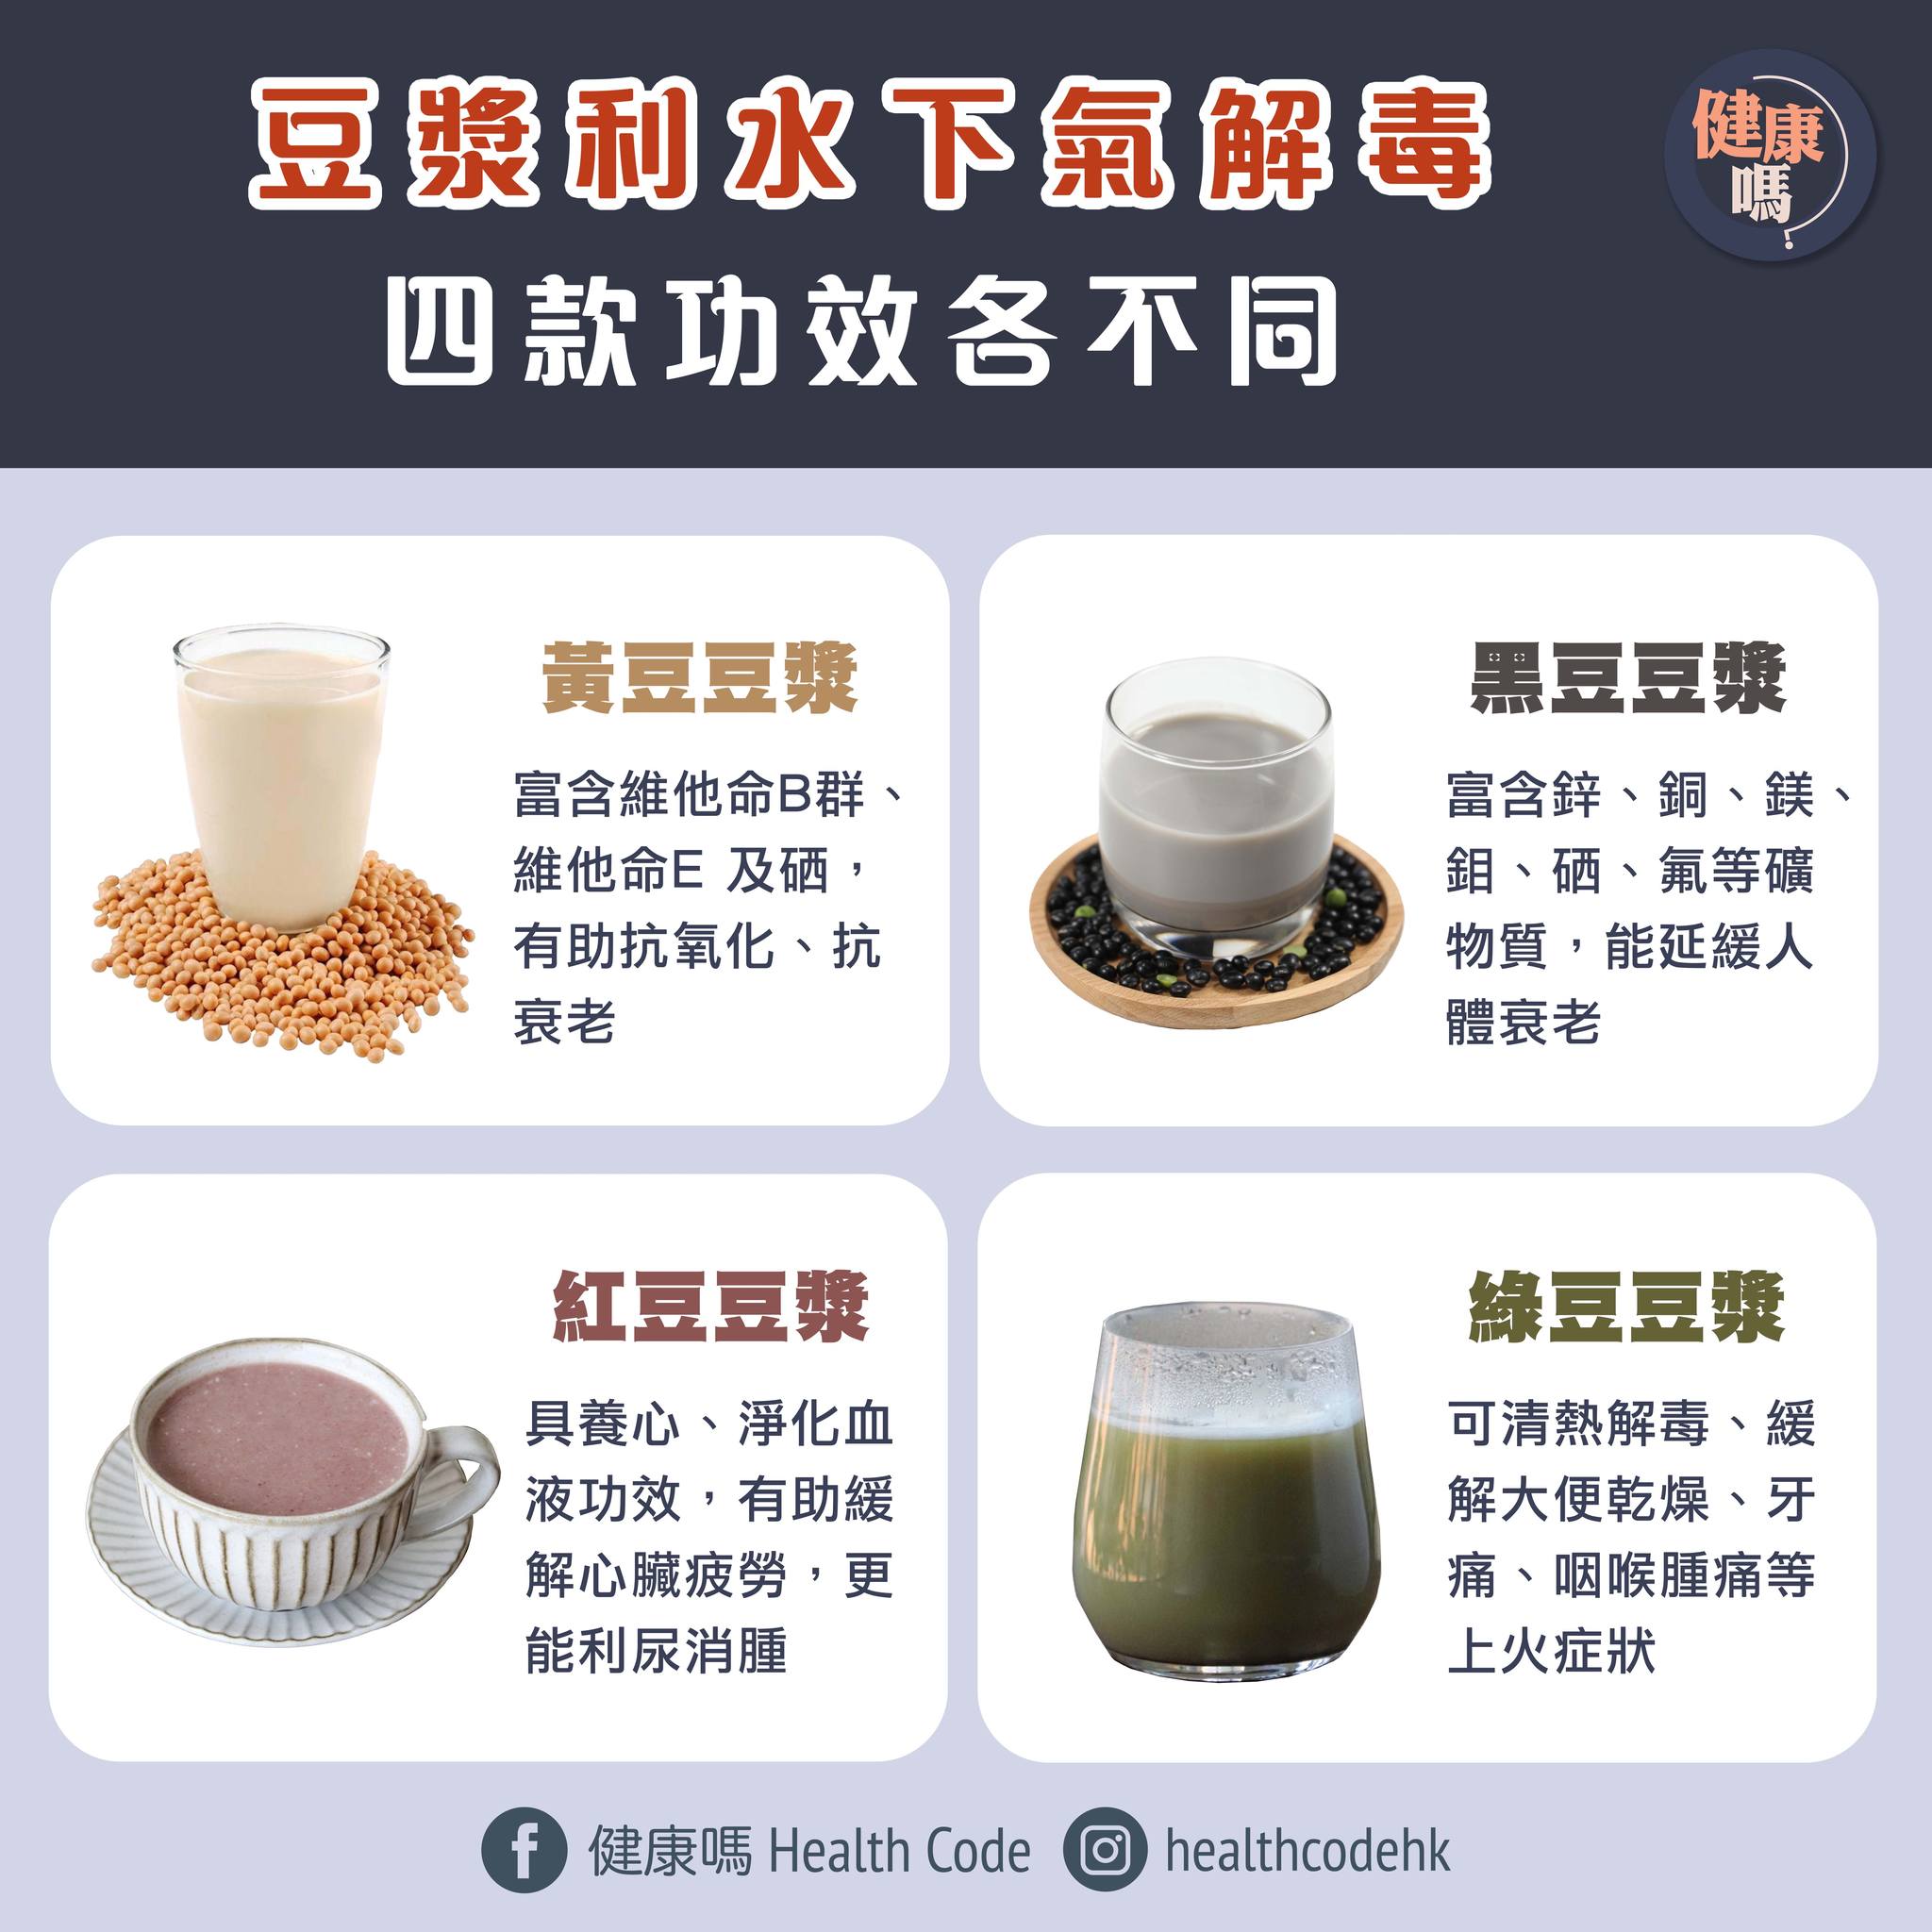 豆漿利水下氣解毒
健康
嗎?
四款功效各不同
黃豆豆漿
富含維他命B群、
維他命E 及硒，
有助抗氧化、抗
衰老
黑豆豆漿
富含鋅、銅、鎂、
鉬、硒、氟等礦
物質，能延緩人
體衰老
紅豆豆漿
具養心、淨化血
液功效，有助緩
解心臟疲勞，更
能利尿消腫
綠豆豆漿
可清熱解毒、緩
解大便乾燥、牙
痛、咽喉腫痛等
上火症狀
健康嗎 Health Code
healthcodehk